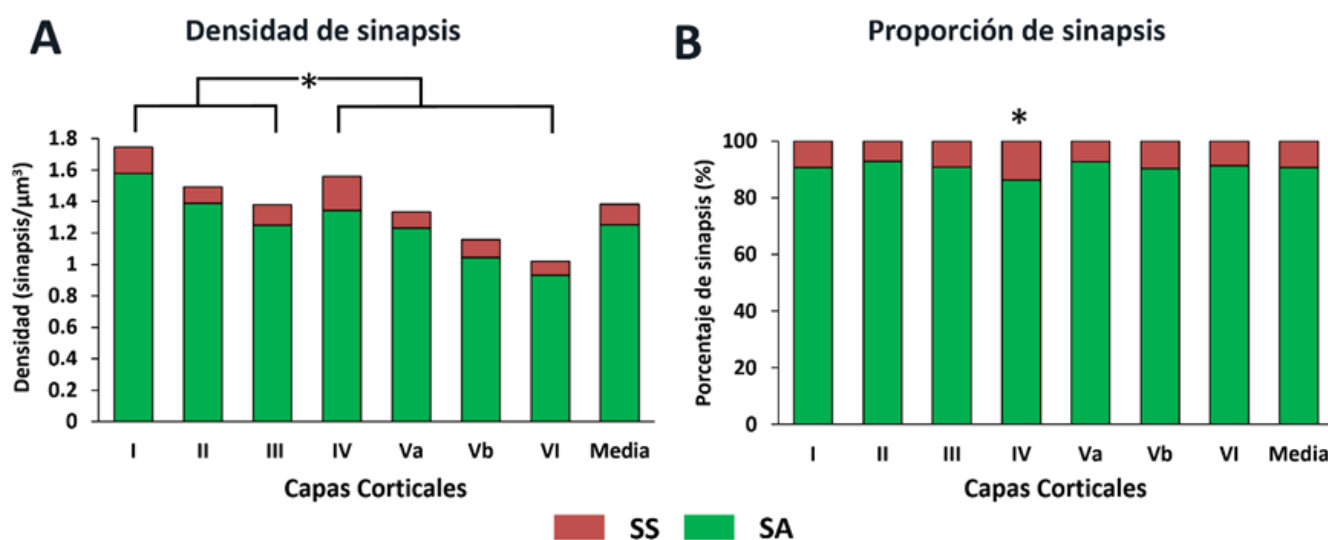 A Densidad de sinapsis
*
Densidad (sinapsis/μm³)
1.8
1.6
1.4
1.2
1
0.8
0.6
0.4
0.2
0
I II III IV Va Vb VI Media
Capas Corticales
B Proporción de sinapsis
*
Porcentaje de sinapsis (%)
100
80
60
40
20
0
I II III IV Va Vb VI Media
Capas Corticales
SS SA